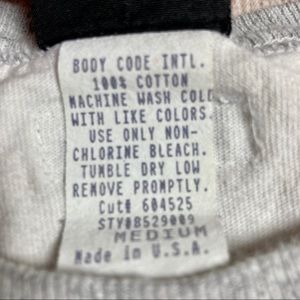 BODY CODE INTL.
100% COTTON
MACHINE WASH COLD
WITH LIKE COLORS.
USE ONLY NON-
CHLORINE BLEACH.
TUMBLE DRY LOW
REMOVE PROMPTLY.
Cut# 604525
STY#B529009
MEDIUM
Made in U.S.A.